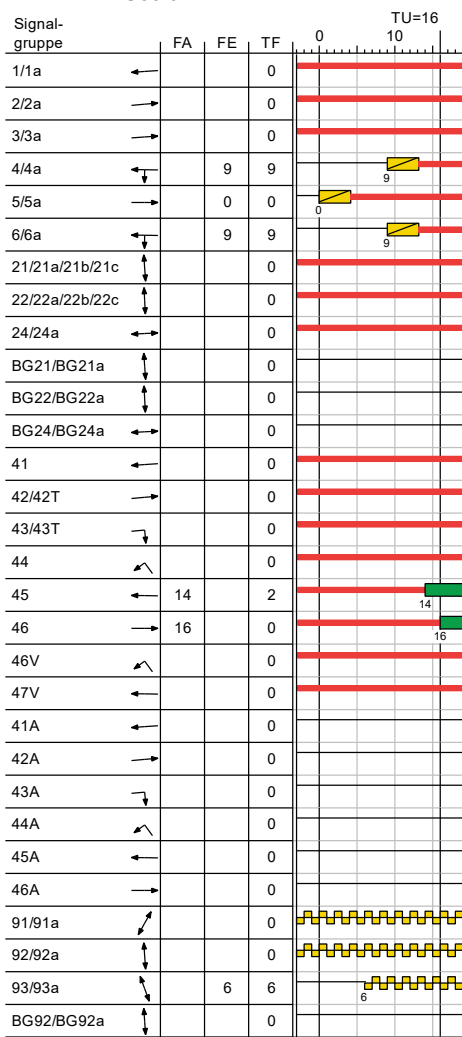 TU=16
Signal-
gruppe FA FE TF 0 10
1/1a 0
2/2a 0
3/3a 0
4/4a 9 9 9
5/5a 0 0 0
6/6a 9 9 9
21/21a/21b/21c 0
22/22a/22b/22c 0
24/24a 0
BG21/BG21a 0
BG22/BG22a 0
BG24/BG24a 0
41 0
42/42T 0
43/43T 0
44 0
45 14 2 14
46 16 0 16
46V 0
47V 0
41A 0
42A 0
43A 0
44A 0
45A 0
46A 0
91/91a 0
92/92a 0
93/93a 6 6 6
BG92/BG92a 0